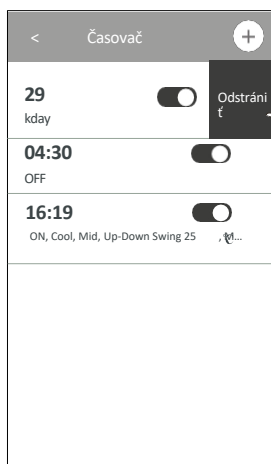 < Časovač +
29
kday
Odstráni
ť
04:30
OFF
16:19
ON, Cool, Mid, Up-Down Swing 25 , M...